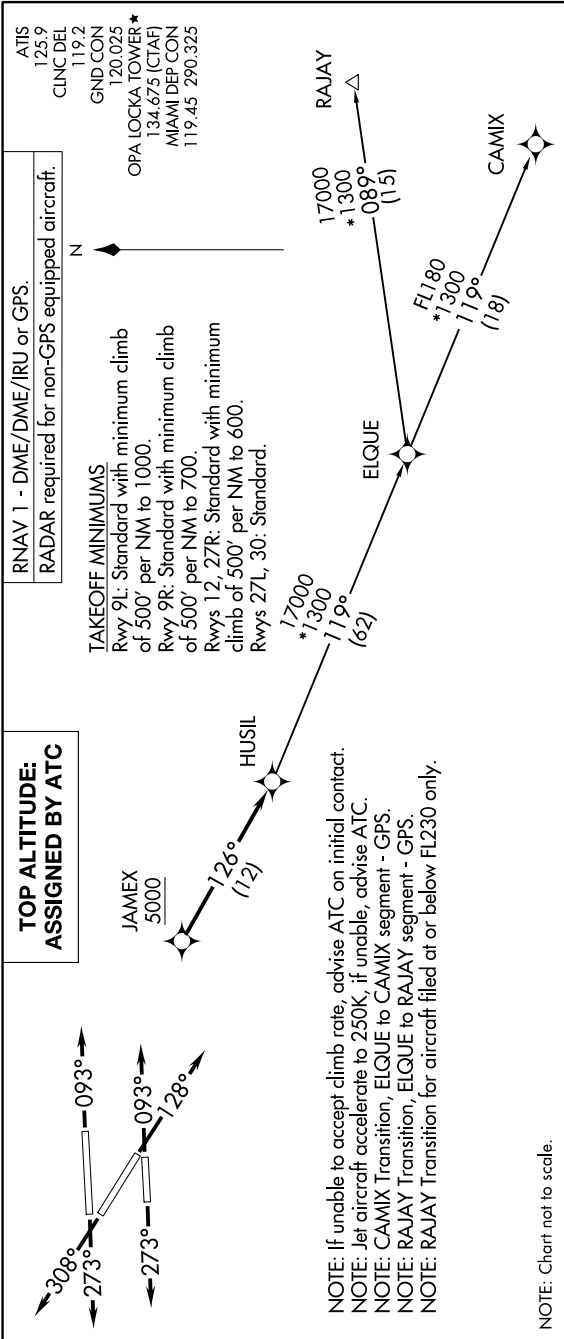 TOP ALTITUDE:
ASSIGNED BY ATC
RNAV 1 - DME/DME/IRU or GPS.
RADAR required for non-GPS equipped aircraft.
ATIS
125.9
CLNC DEL
119.2
GND CON
120.025
OPA LOCKA TOWER★
134.675 (CTAF)
MIAMI DEP CON
119.45 290.325
N
TAKEOFF MINIMUMS
Rwy 9L: Standard with minimum climb
of 500' per NM to 1000.
Rwy 9R: Standard with minimum climb
of 500' per NM to 700.
Rwys 12, 27R: Standard with minimum
climb of 500' per NM to 600.
Rwys 27L, 30: Standard.
308°
273°
093°
273°
093°
128°
JAMEX
5000
126°
(12)
HUSIL
17000
*1300
119°
(62)
ELQUE
17000
*1300
089°
(15)
RAJAY
FL180
*1300
119°
(18)
CAMIX
NOTE: If unable to accept climb rate, advise ATC on initial contact.
NOTE: Jet aircraft accelerate to 250K, if unable, advise ATC.
NOTE: CAMIX Transition, ELQUE to CAMIX segment - GPS.
NOTE: RAJAY Transition, ELQUE to RAJAY segment - GPS.
NOTE: RAJAY Transition for aircraft filed at or below FL230 only.
NOTE: Chart not to scale.